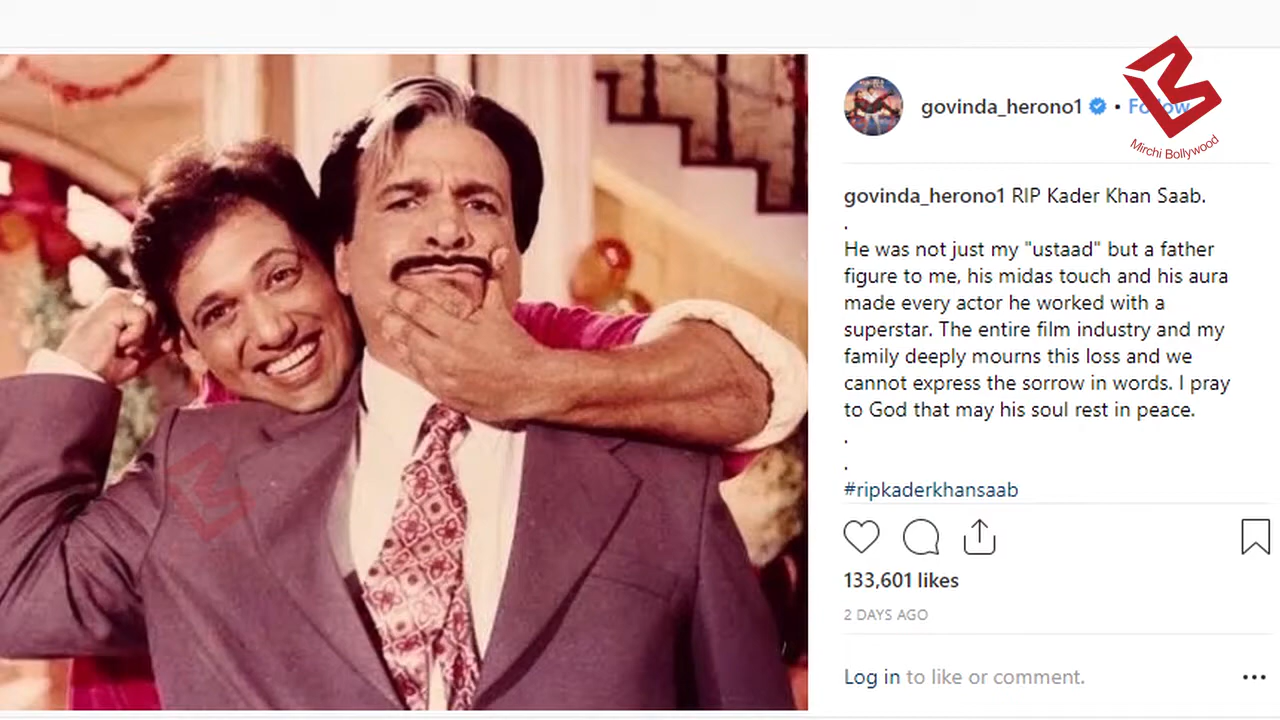 govinda_herono1 • Follow
Mirchi Bollywood
govinda_herono1 RIP Kader Khan Saab.
.
He was not just my "ustaad" but a father
figure to me, his midas touch and his aura
made every actor he worked with a
superstar. The entire film industry and my
family deeply mourns this loss and we
cannot express the sorrow in words. I pray
to God that may his soul rest in peace.
.
.
#ripkaderkhansaab
133,601 likes
2 DAYS AGO
Log in to like or comment.